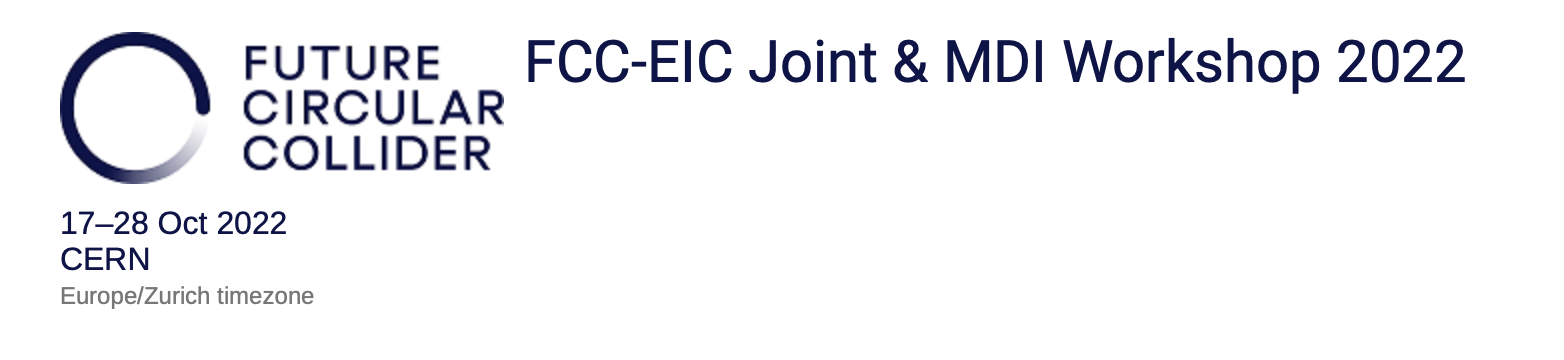 FUTURE
CIRCULAR
COLLIDER
FCC-EIC Joint & MDI Workshop 2022
17–28 Oct 2022
CERN
Europe/Zurich timezone